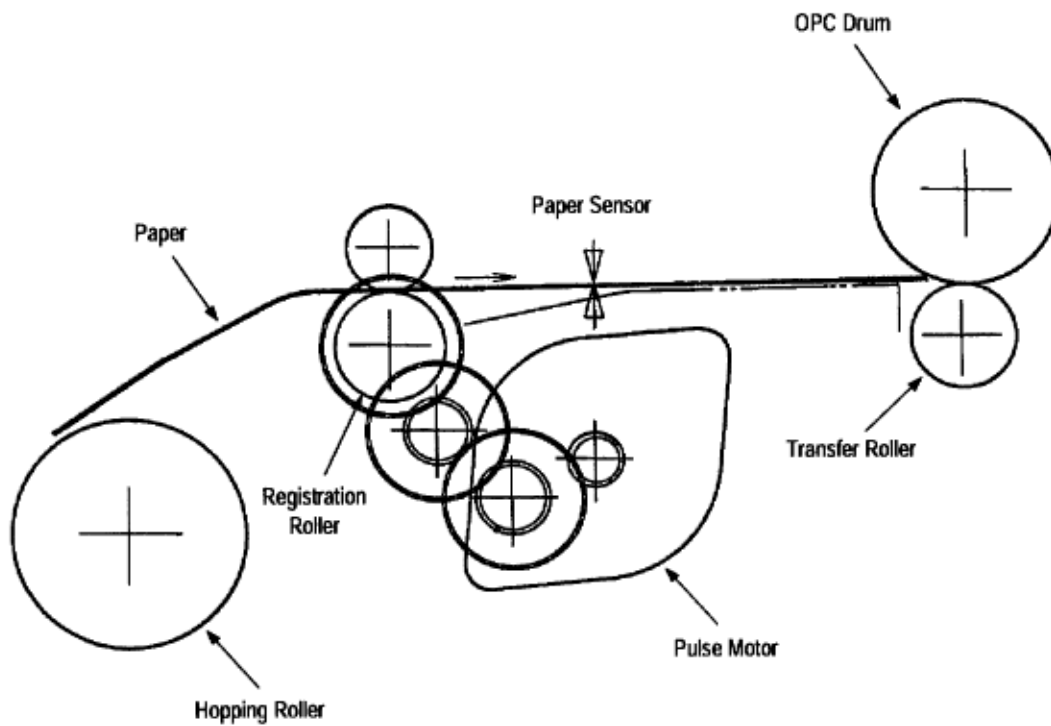 OPC Drum
Paper Sensor
Paper
Transfer Roller
Registration
Roller
Pulse Motor
Hopping Roller